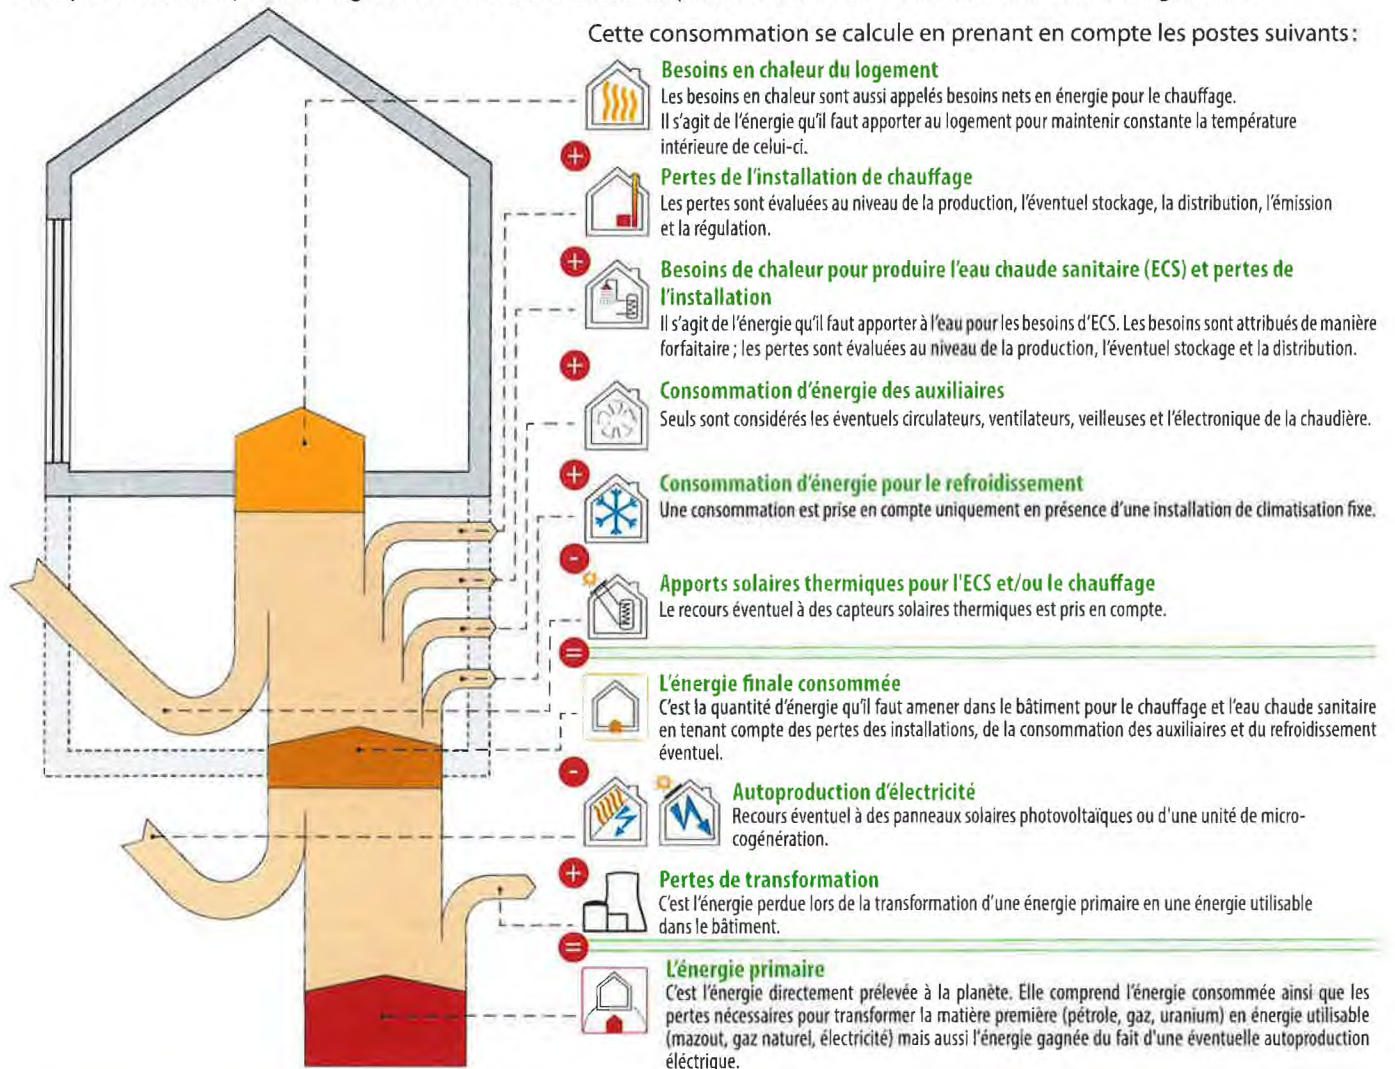 Cette consommation se calcule en prenant en compte les postes suivants :
Besoins en chaleur du logement
Les besoins en chaleur sont aussi appelés besoins nets en énergie pour le chauffage.
Il s'agit de l'énergie qu'il faut apporter au logement pour maintenir constante la température
intérieure de celui-ci.
+
Pertes de l'installation de chauffage
Les pertes sont évaluées au niveau de la production, l'éventuel stockage, la distribution, l'émission
et la régulation.
+
Besoins de chaleur pour produire l'eau chaude sanitaire (ECS) et pertes de
l'installation
Il s'agit de l'énergie qu'il faut apporter à l'eau pour les besoins d'ECS. Les besoins sont attribués de manière
forfaitaire ; les pertes sont évaluées au niveau de la production, l'éventuel stockage et la distribution.
+
Consommation d'énergie des auxiliaires
Seuls sont considérés les éventuels circulateurs, ventilateurs, veilleuses et l'électronique de la chaudière.
+
Consommation d'énergie pour le refroidissement
Une consommation est prise en compte uniquement en présence d'une installation de climatisation fixe.
-
Apports solaires thermiques pour l'ECS et/ou le chauffage
Le recours éventuel à des capteurs solaires thermiques est pris en compte.
=
L'énergie finale consommée
C'est la quantité d'énergie qu'il faut amener dans le bâtiment pour le chauffage et l'eau chaude sanitaire
en tenant compte des pertes des installations, de la consommation des auxiliaires et du refroidissement
éventuel.
-
Autoproduction d'électricité
Recours éventuel à des panneaux solaires photovoltaïques ou d'une unité de micro-
cogénération.
+
Pertes de transformation
C'est l'énergie perdue lors de la transformation d'une énergie primaire en une énergie utilisable
dans le bâtiment.
=
L'énergie primaire
C'est l'énergie directement prélevée à la planète. Elle comprend l'énergie consommée ainsi que les
pertes nécessaires pour transformer la matière première (pétrole, gaz, uranium) en énergie utilisable
(mazout, gaz naturel, électricité) mais aussi l'énergie gagnée du fait d'une éventuelle autoproduction
éléctrique.